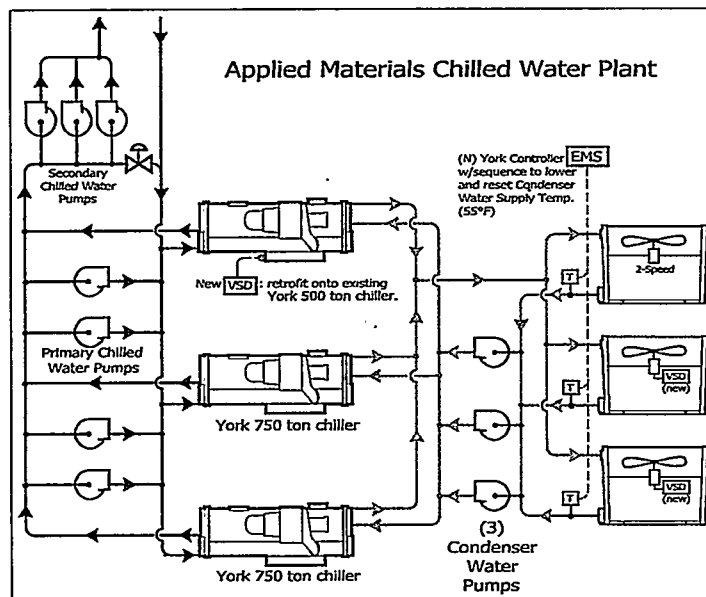 Applied Materials Chilled Water Plant
Secondary
Chilled Water
Pumps
(N) York Controller
w/sequence to lower
and reset Condenser
Water Supply Temp.
(55°F)
EMS
2-Speed
T
New VSD : retrofit onto existing
York 500 ton chiller.
Primary Chilled
Water Pumps
T
VSD
(new)
York 750 ton chiller
T
VSD
(new)
York 750 ton chiller
(3)
Condenser
Water
Pumps